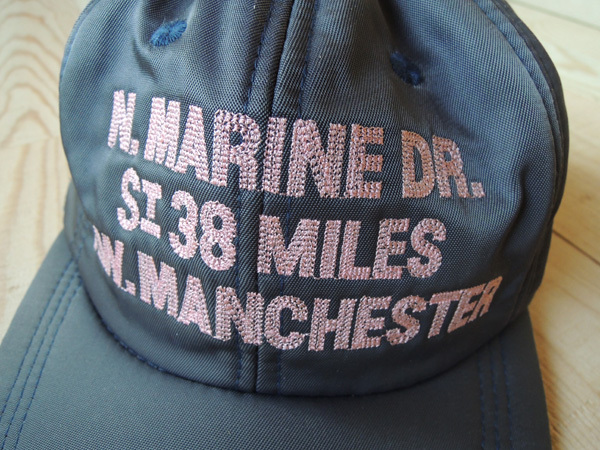 N. MARINE DR.
ST 38 MILES
W. MANCHESTER